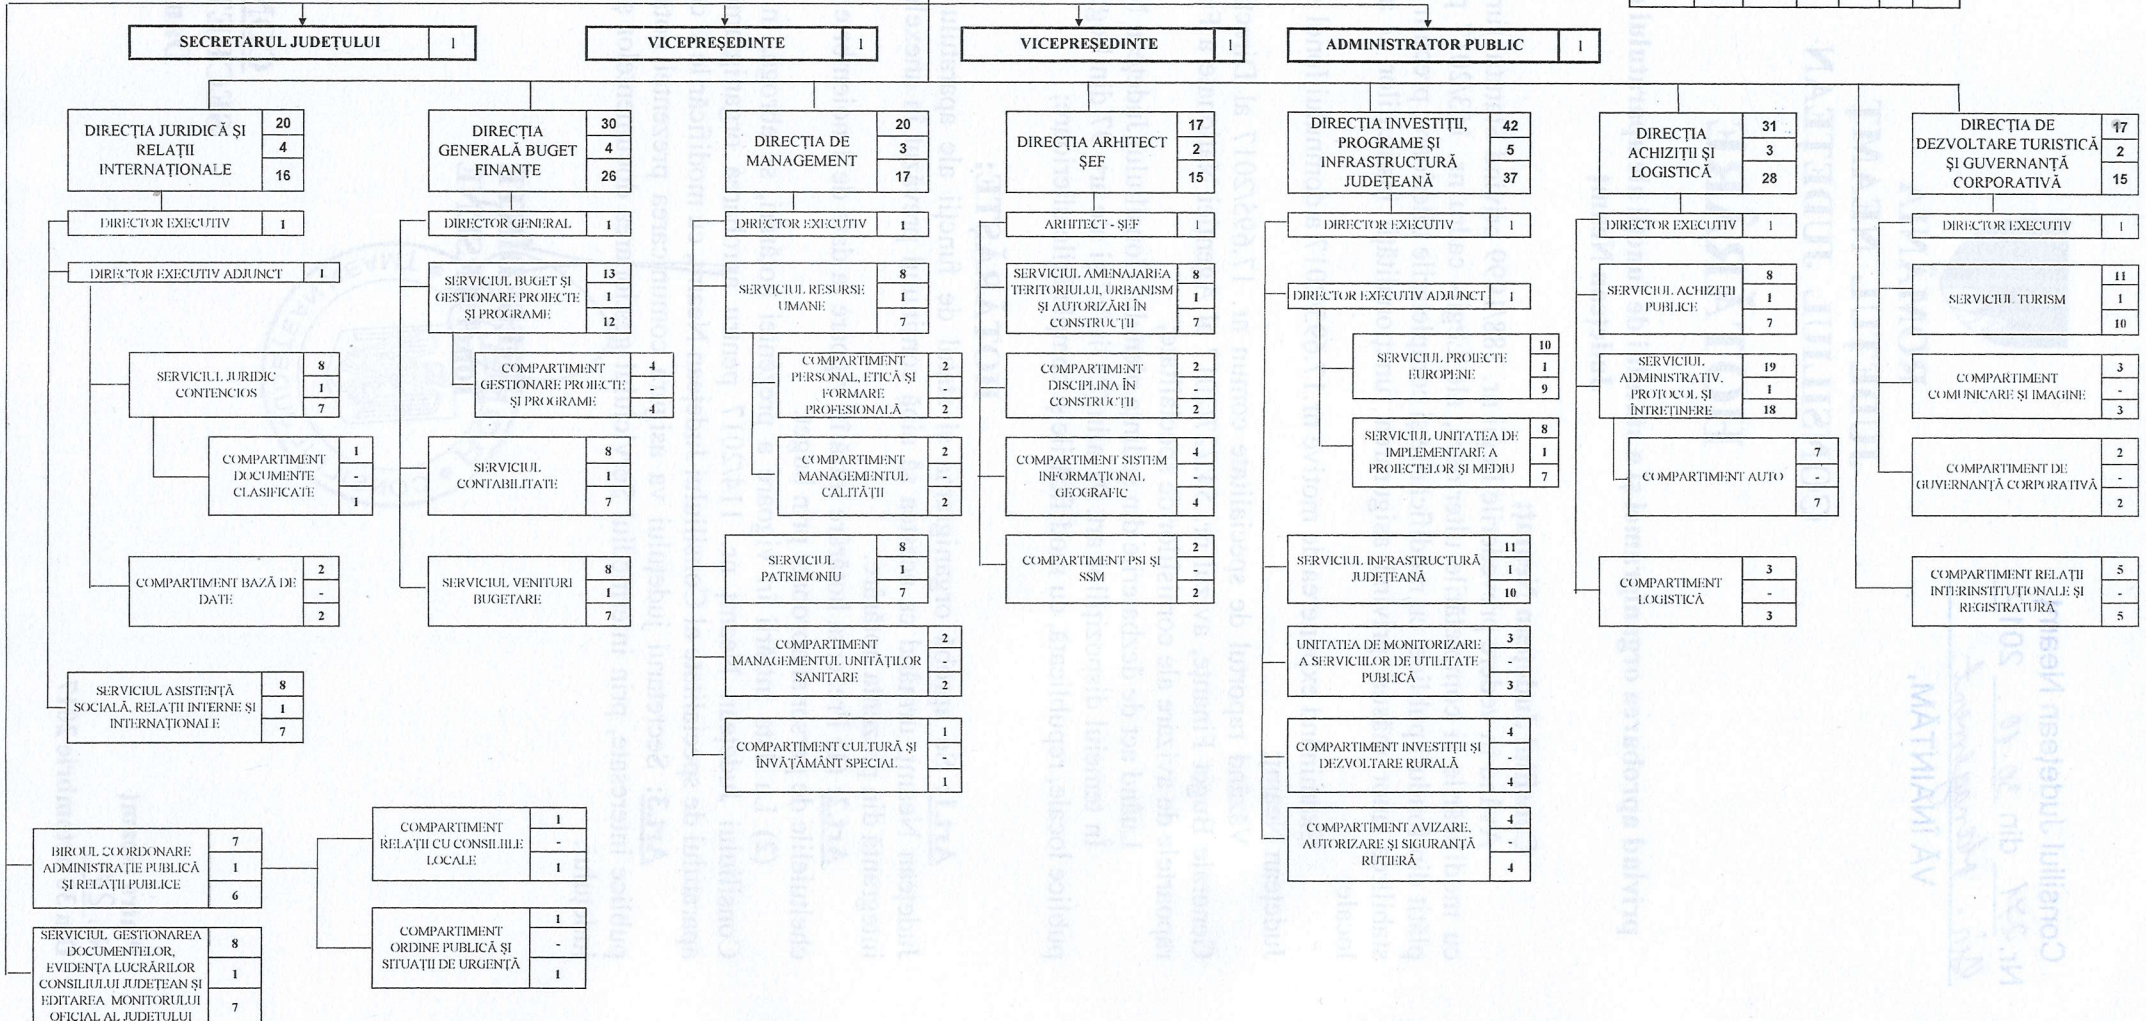 SECRETARUL JUDEȚULUI 1
VICEPREȘEDINTE 1
VICEPREȘEDINTE 1
ADMINISTRATOR PUBLIC 1
DIRECȚIA JURIDICĂ ȘI
RELAȚII
INTERNAȚIONALE
20
4
16
DIRECTOR EXECUTIV 1
DIRECTOR EXECUTIV ADJUNCT 1
SERVICIUL JURIDIC
CONTENCIOS
8
1
7
COMPARTIMENT
DOCUMENTE
CLASIFICATE
1
-
1
COMPARTIMENT BAZĂ DE
DATE
2
-
2
SERVICIUL ASISTENȚĂ
SOCIALĂ, RELAȚII INTERNE ȘI
INTERNAȚIONALE
8
1
7
DIRECȚIA
GENERALĂ BUGET
FINANȚE
30
4
26
DIRECTOR GENERAL 1
SERVICIUL BUGET ȘI
GESTIONARE PROIECTE
ȘI PROGRAME
13
1
12
COMPARTIMENT
GESTIONARE PROIECTE
ȘI PROGRAME
4
-
4
SERVICIUL
CONTABILITATE
8
1
7
SERVICIUL VENITURI
BUGETARE
8
1
7
DIRECȚIA DE
MANAGEMENT
20
3
17
DIRECTOR EXECUTIV 1
SERVICIUL RESURSE
UMANE
8
1
7
COMPARTIMENT
PERSONAL, ETICĂ ȘI
FORMARE
PROFESIONALĂ
2
-
2
COMPARTIMENT
MANAGEMENTUL
CALITĂȚII
2
-
2
SERVICIUL
PATRIMONIU
8
1
7
COMPARTIMENT
MANAGEMENTUL UNITĂȚILOR
SANITARE
2
-
2
COMPARTIMENT CULTURĂ ȘI
ÎNVĂȚĂMÂNT SPECIAL
1
-
1
DIRECȚIA ARHITECT
ȘEF
17
2
15
ARHITECT - ȘEF 1
SERVICIUL AMENAJAREA
TERITORIULUI, URBANISM
ȘI AUTORIZĂRI ÎN
CONSTRUCȚII
8
1
7
COMPARTIMENT
DISCIPLINA ÎN
CONSTRUCȚII
2
-
2
COMPARTIMENT SISTEM
INFORMAȚIONAL
GEOGRAFIC
4
-
4
COMPARTIMENT PSI ȘI
SSM
2
-
2
DIRECȚIA INVESTIȚII,
PROGRAME ȘI
INFRASTRUCTURĂ
JUDEȚEANĂ
42
5
37
DIRECTOR EXECUTIV 1
DIRECTOR EXECUTIV ADJUNCT 1
SERVICIUL PROIECTE
EUROPENE
10
1
9
SERVICIUL UNITATEA DE
IMPLEMENTARE A
PROIECTELOR ȘI MEDIU
8
1
7
SERVICIUL INFRASTRUCTURĂ
JUDEȚEANĂ
11
1
10
UNITATEA DE MONITORIZARE
A SERVICIILOR DE UTILITATE
PUBLICĂ
3
-
3
COMPARTIMENT INVESTIȚII ȘI
DEZVOLTARE RURALĂ
4
-
4
COMPARTIMENT AVIZARE,
AUTORIZARE ȘI SIGURANȚĂ
RUTIERĂ
4
-
4
DIRECȚIA
ACHIZIȚII ȘI
LOGISTICĂ
31
3
28
DIRECTOR EXECUTIV 1
SERVICIUL ACHIZIȚII
PUBLICE
8
1
7
SERVICIUL
ADMINISTRATIV,
PROTOCOL ȘI
ÎNTREȚINERE
19
1
18
COMPARTIMENT AUTO
7
-
7
COMPARTIMENT
LOGISTICĂ
3
-
3
DIRECȚIA DE
DEZVOLTARE TURISTICĂ
ȘI GUVERNANȚĂ
CORPORATIVĂ
17
2
15
DIRECTOR EXECUTIV 1
SERVICIUL TURISM
11
1
10
COMPARTIMENT
COMUNICARE ȘI IMAGINE
3
-
3
COMPARTIMENT DE
GUVERNANȚĂ CORPORATIVĂ
2
-
2
COMPARTIMENT RELAȚII
INTERINSTITUȚIONALE ȘI
REGISTRATURĂ
5
-
5
BIROUL COORDONARE
ADMINISTRAȚIE PUBLICĂ
ȘI RELAȚII PUBLICE
7
1
6
COMPARTIMENT
RELAȚII CU CONSILIILE
LOCALE
1
-
1
COMPARTIMENT
ORDINE PUBLICĂ ȘI
SITUAȚII DE URGENȚĂ
1
-
1
SERVICIUL GESTIONAREA
DOCUMENTELOR,
EVIDENȚA LUCRĂRILOR
CONSILIULUI JUDEȚEAN ȘI
EDITAREA MONITORULUI
OFICIAL AL JUDEȚULUI
8
1
7